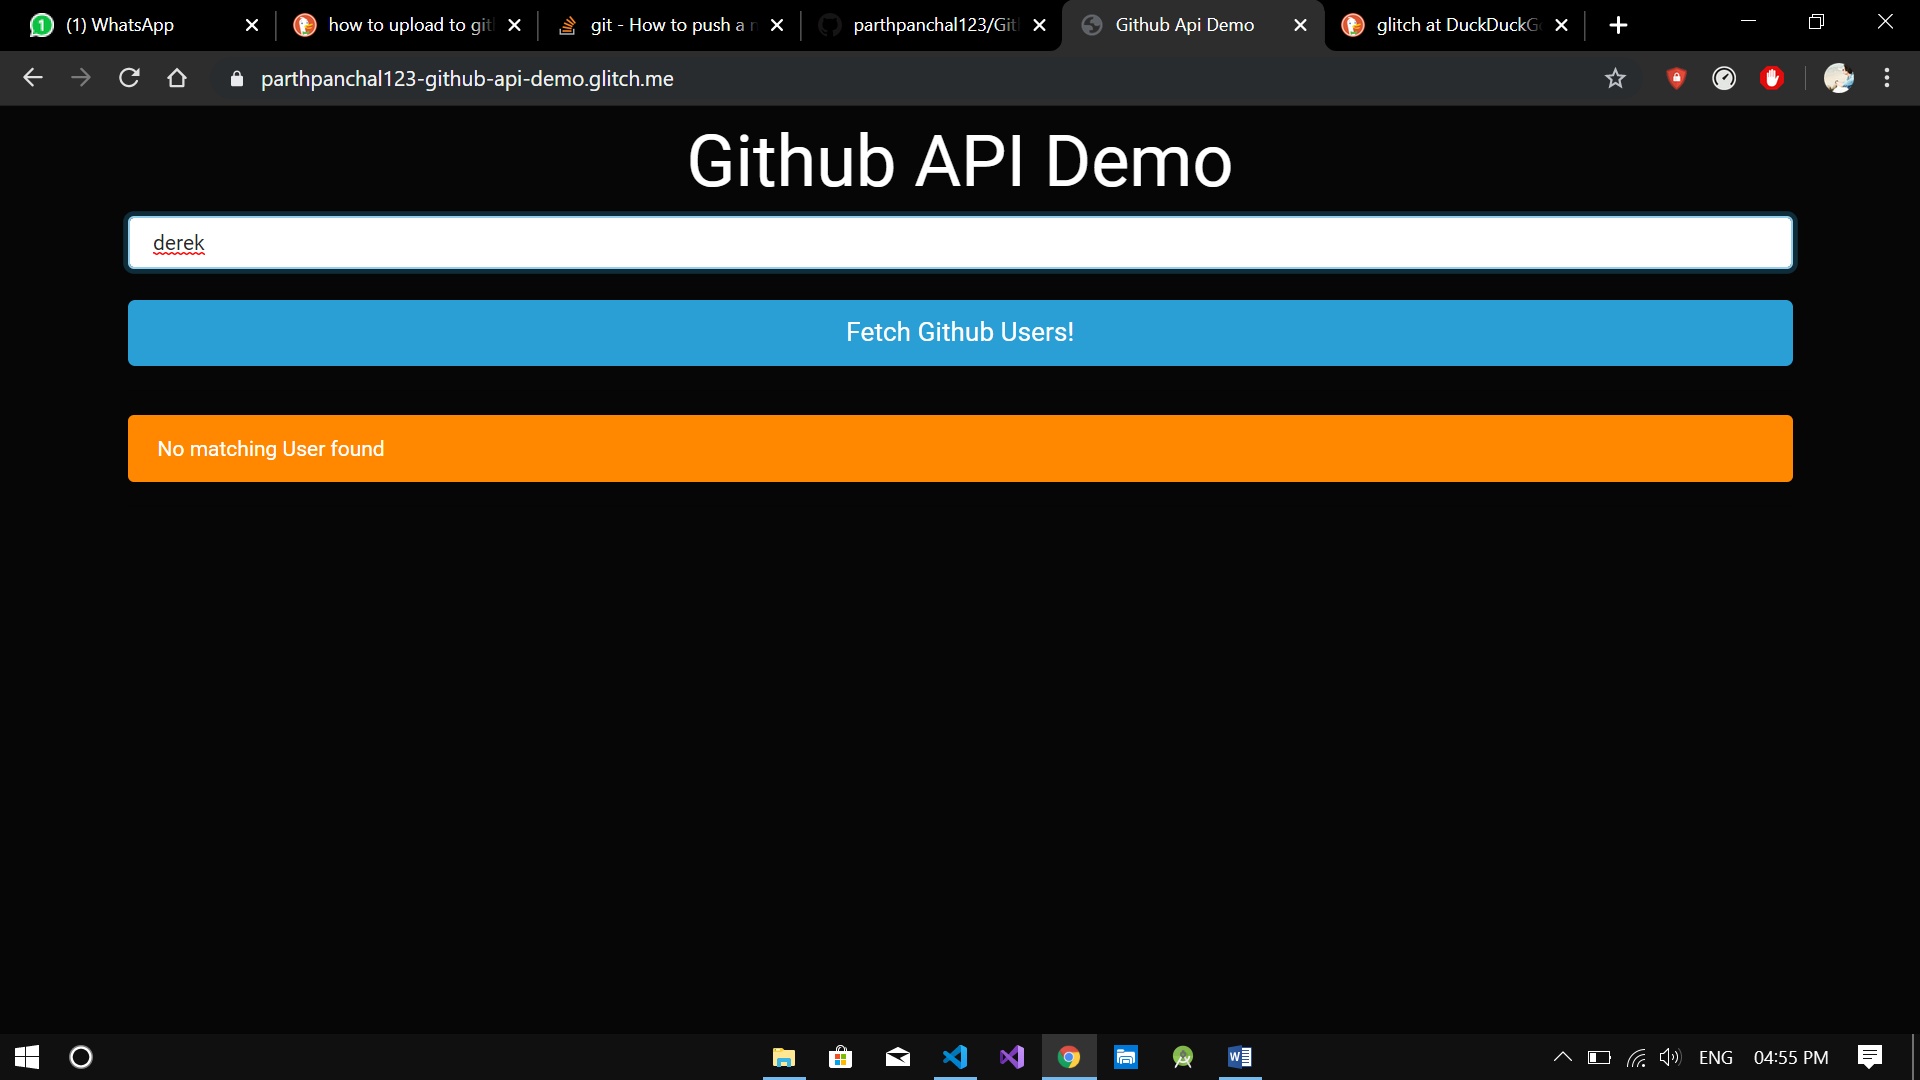 (1) WhatsApp
how to upload to git
git - How to push a n
parthpanchal123/Git
Github Api Demo
glitch at DuckDuckG
parthpanchal123-github-api-demo.glitch.me
Github API Demo
derek
Fetch Github Users!
No matching User found
ENG
04:55 PM